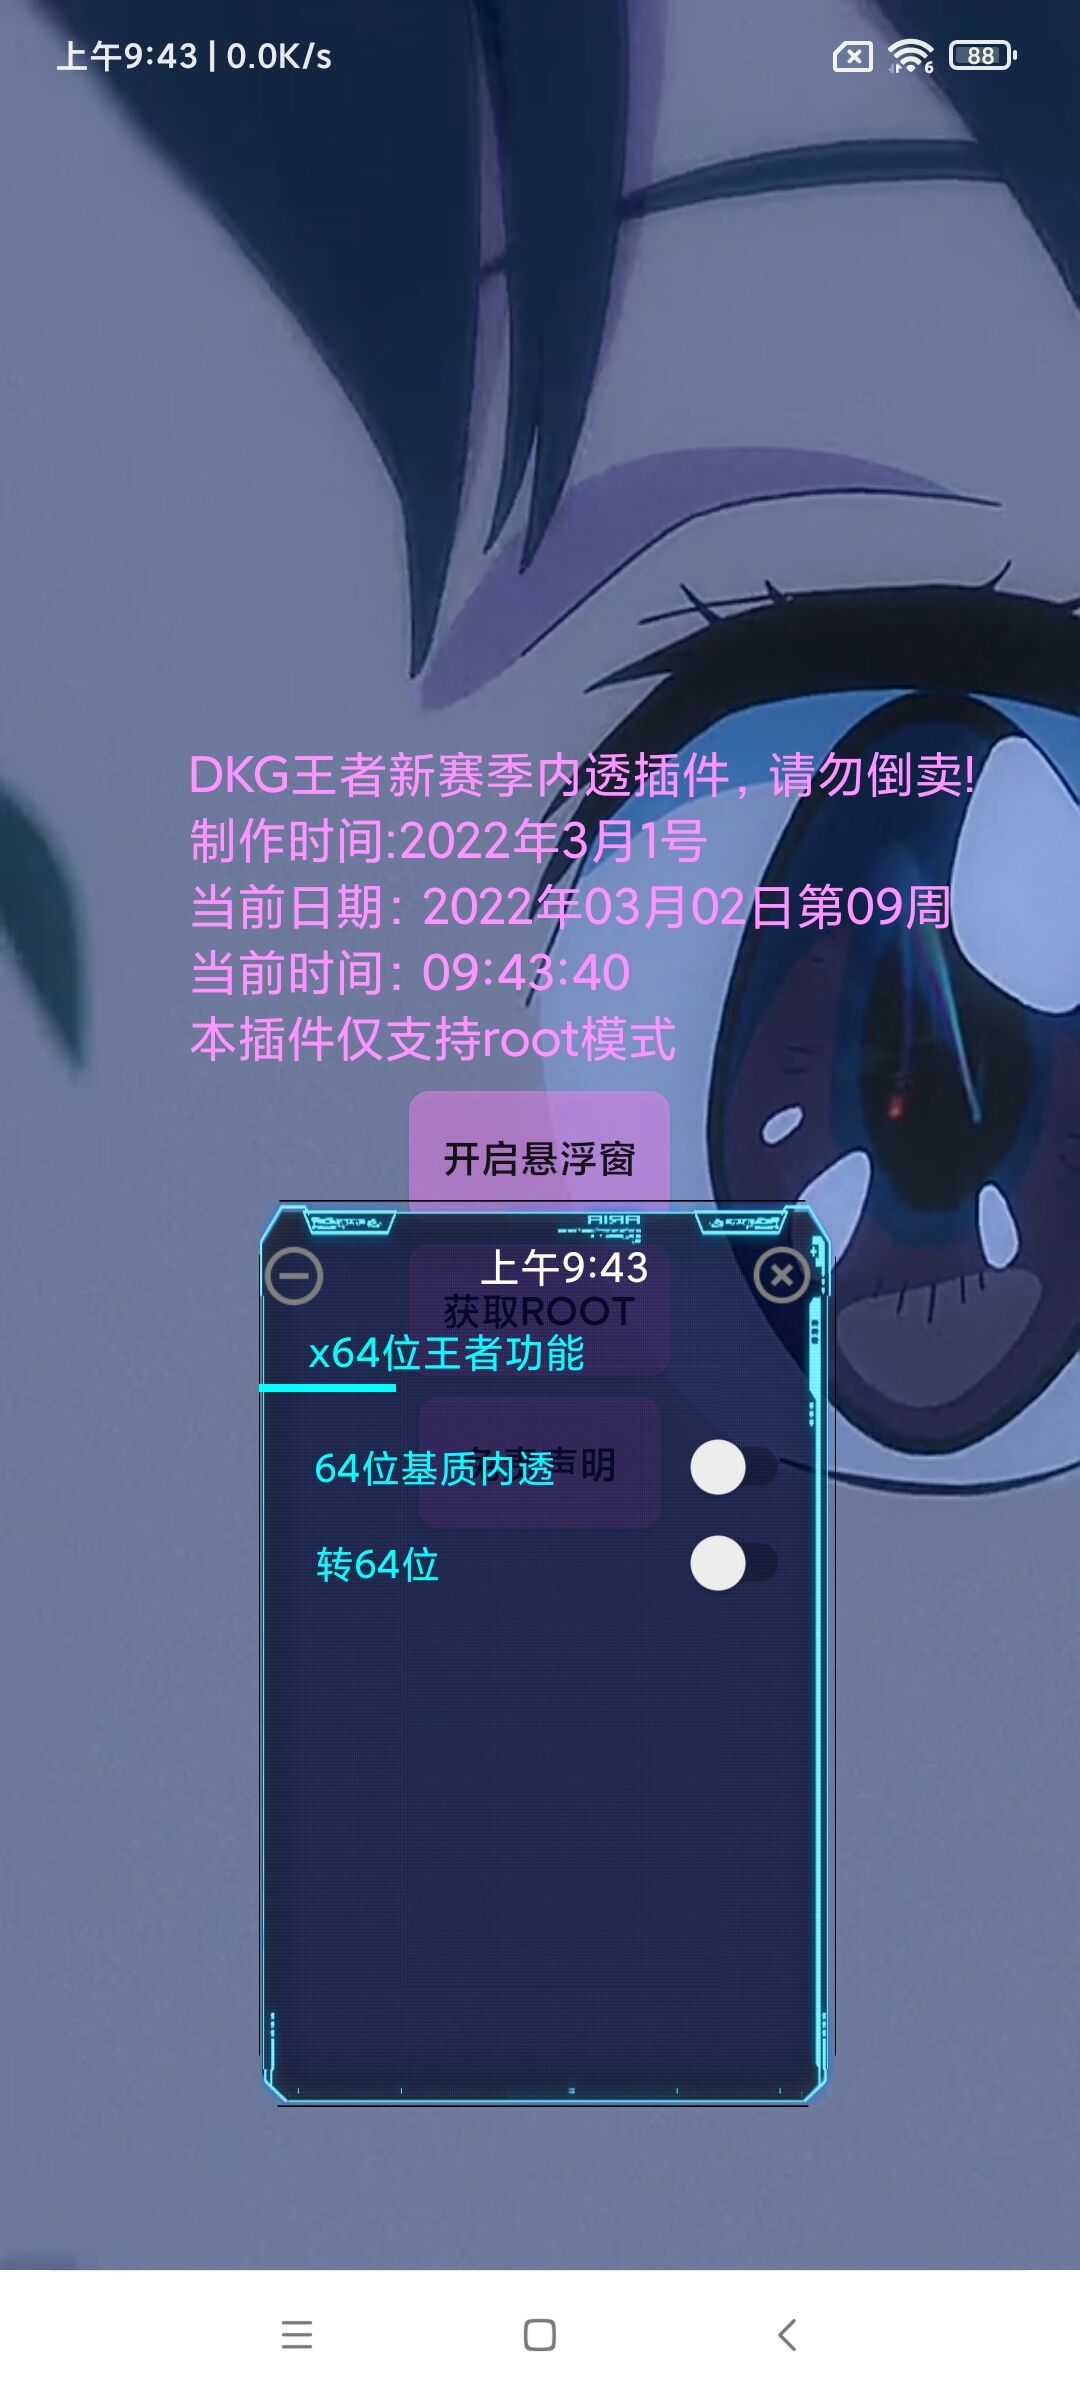 上午9:43 | 0.0K/s
6
88
DKG王者新赛季内透插件，请勿倒卖!
制作时间:2022年3月1号
当前日期：2022年03月02日第09周
当前时间：09:43:40
本插件仅支持root模式
开启悬浮窗
上午9:43
获取ROOT
x64位王者功能
64位基质内透
免责声明
转64位